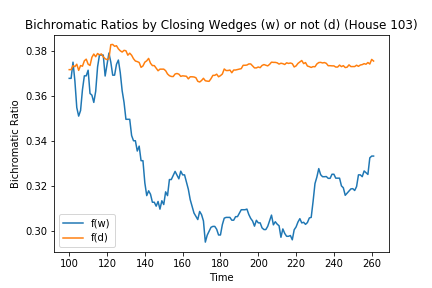 Bichromatic Ratios by Closing Wedges (w) or not (d) (House 103)
Bichromatic Ratio
0.38
0.36
0.34
0.32
0.30
f(w)
f(d)
100 120 140 160 180 200 220 240 260
Time